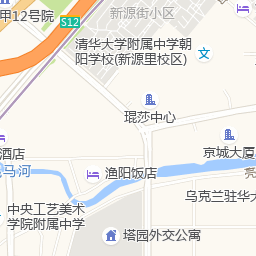 新源街小区
甲12号院
S12
清华大学附属中学朝
阳学校(新源里校区)
琨莎中心
京城大厦
酒店
马河
渔阳饭店
亮
乌克兰驻华大
中央工艺美术
学院附属中学
塔园外交公寓